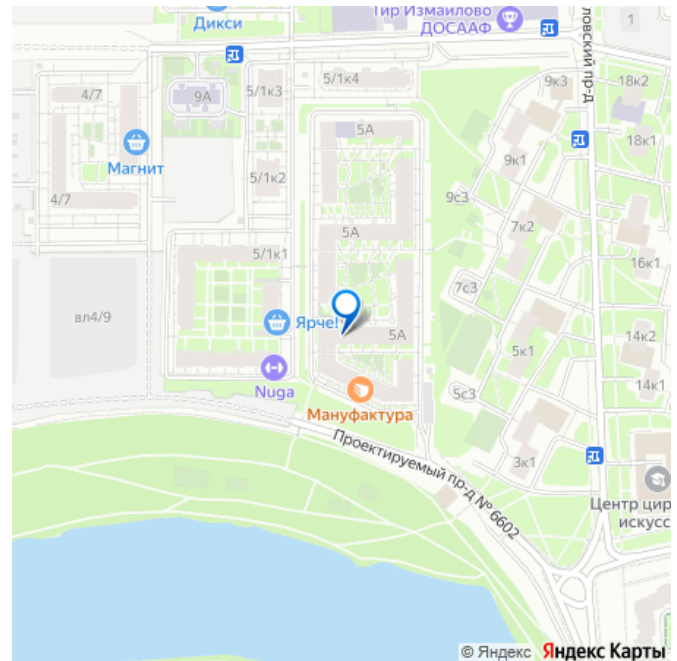 Дикси
Тир Измайлово
ДОСААФ
ловский пр-д
1
4/7
9А
5/1к3
5/1к4
9к3
18к2
Магнит
5А
18к1
9к1
5/1к2
4/7
9с3
7к2
5А
5/1к1
16к1
7с3
вл4/9
Ярче!
5А
14к2
5к1
Nuga
5с3
14к1
Мануфактура
Проектируемый пр-д № 6602
3к1
Центр цир
искусс
© Яндекс Яндекс Карты